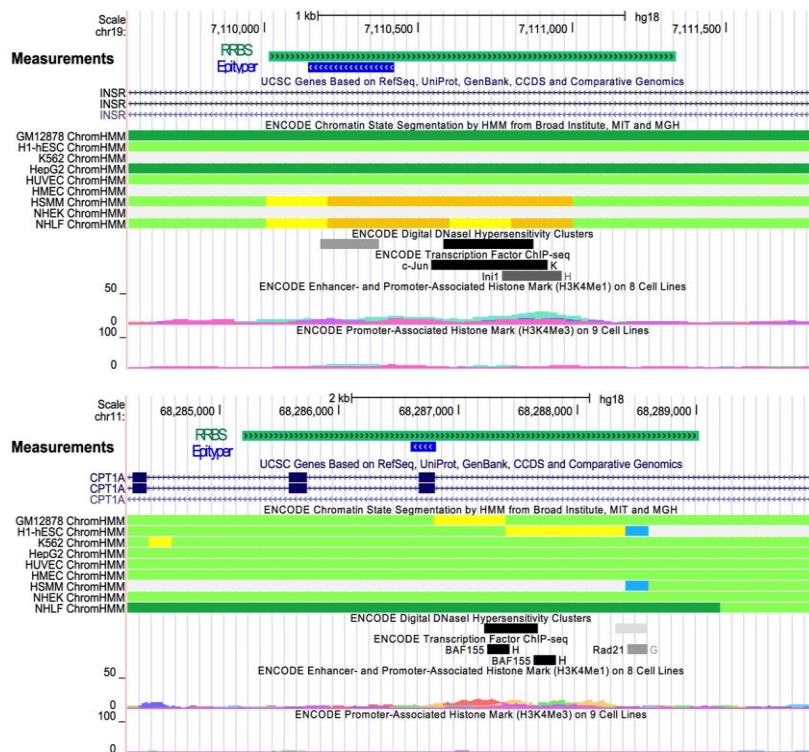 Scale 1 kb hg18
chr19: 7,110,000 7,110,500 7,111,000 7,111,500
Measurements RRBS
Epityper
UCSC Genes Based on RefSeq, UniProt, GenBank, CCDS and Comparative Genomics
INSR
INSR
INSR
ENCODE Chromatin State Segmentation by HMM from Broad Institute, MIT and MGH
GM12878 ChromHMM
H1-hESC ChromHMM
K562 ChromHMM
HepG2 ChromHMM
HUVEC ChromHMM
HMEC ChromHMM
HSMM ChromHMM
NHEK ChromHMM
NHLF ChromHMM
ENCODE Digital DNaseI Hypersensitivity Clusters
ENCODE Transcription Factor ChIP-seq
c-Jun K
Ini1 H
ENCODE Enhancer- and Promoter-Associated Histone Mark (H3K4Me1) on 8 Cell Lines
50
0
ENCODE Promoter-Associated Histone Mark (H3K4Me3) on 9 Cell Lines
100
0
Scale 2 kb hg18
chr11: 68,285,000 68,286,000 68,287,000 68,288,000 68,289,000
RRBS
Measurements Epityper
UCSC Genes Based on RefSeq, UniProt, GenBank, CCDS and Comparative Genomics
CPT1A
CPT1A
CPT1A
ENCODE Chromatin State Segmentation by HMM from Broad Institute, MIT and MGH
GM12878 ChromHMM
H1-hESC ChromHMM
K562 ChromHMM
HepG2 ChromHMM
HUVEC ChromHMM
HMEC ChromHMM
HSMM ChromHMM
NHEK ChromHMM
NHLF ChromHMM
ENCODE Digital DNaseI Hypersensitivity Clusters
ENCODE Transcription Factor ChIP-seq
BAF155 H Rad21 G
BAF155 H
ENCODE Enhancer- and Promoter-Associated Histone Mark (H3K4Me1) on 8 Cell Lines
50
0
ENCODE Promoter-Associated Histone Mark (H3K4Me3) on 9 Cell Lines
100
0